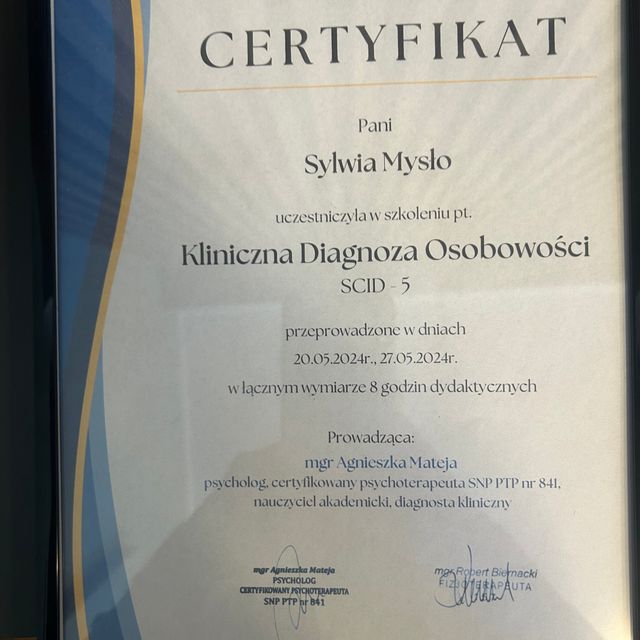 CERTYFIKAT
Pani
Sylwia Mysło
uczestniczyła w szkoleniu pt.
Kliniczna Diagnoza Osobowości
SCID - 5
przeprowadzone w dniach
20.05.2024r., 27.05.2024r.
w łącznym wymiarze 8 godzin dydaktycznych
Prowadząca:
mgr Agnieszka Mateja
psycholog, certyfikowany psychoterapeuta SNP PTP nr 841,
nauczyciel akademicki, diagnosta kliniczny
mgr Agnieszka Mateja
PSYCHOLOG
CERTYFIKOWANY PSYCHOTERAPEUTA
SNP PTP nr 841
mgr Robert Biernacki
FIZJOTERAPEUTA